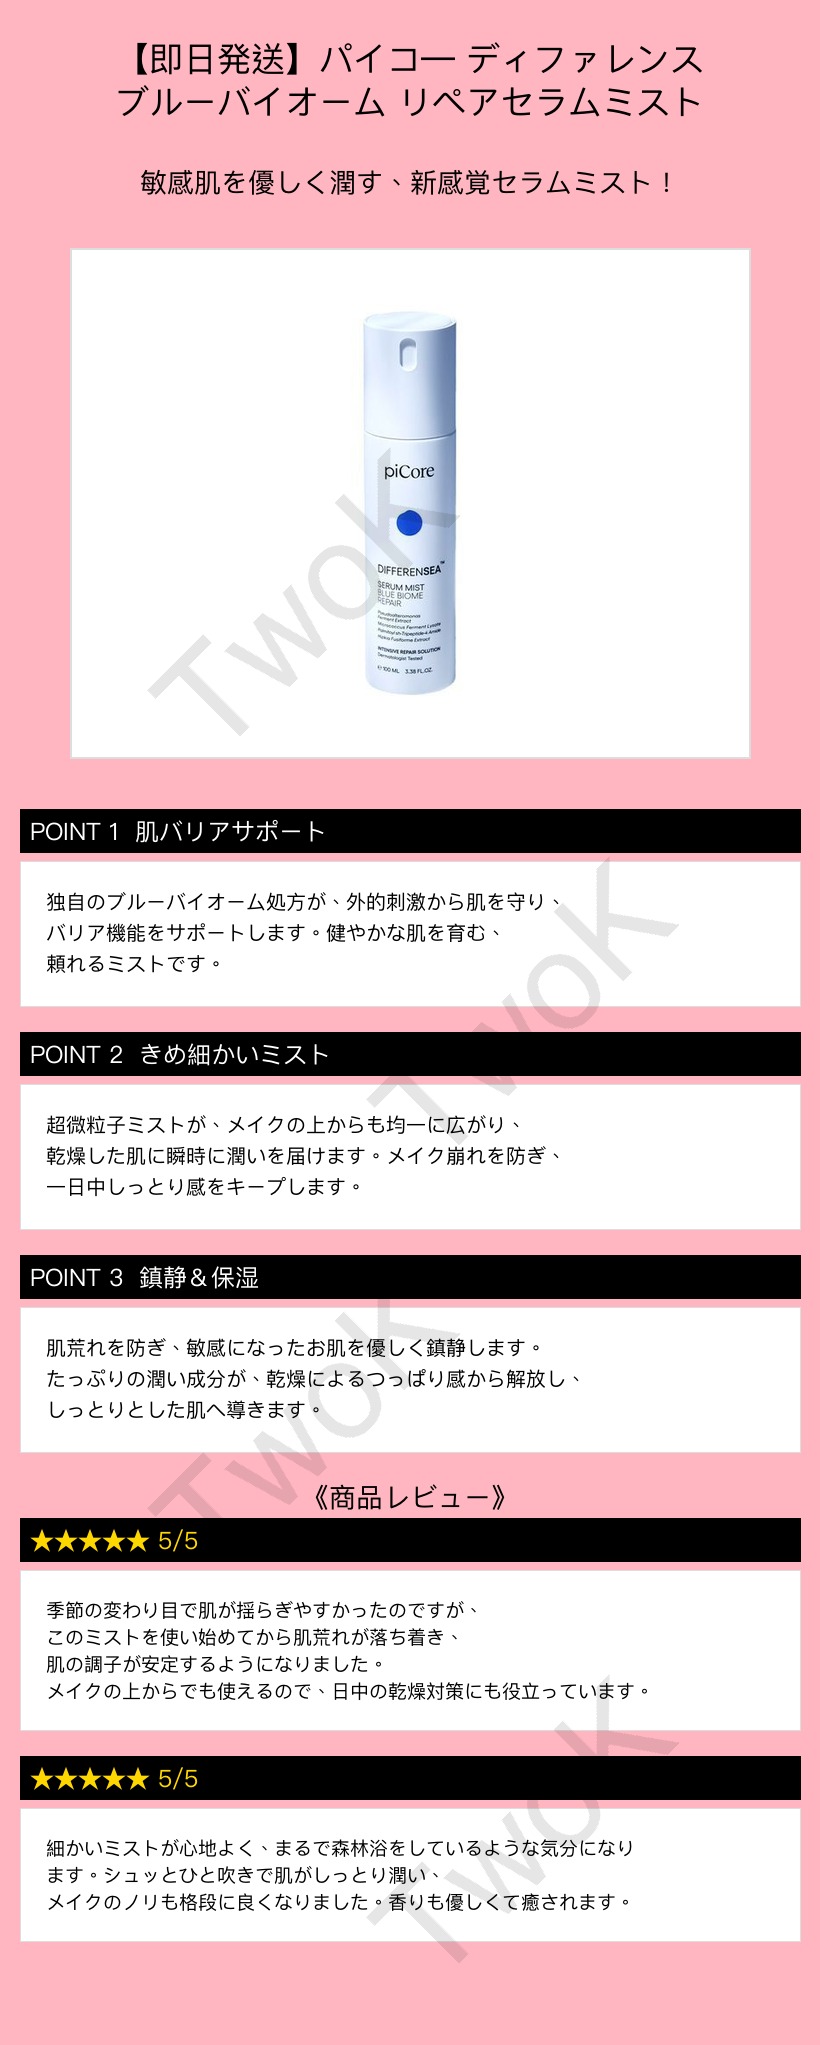 【即日発送】パイコー ディファレンス
ブルーバイオーム リペアセラムミスト
敏感肌を優しく潤す、新感覚セラムミスト！
piCore
DIFFERENSEA™
SERUM MIST
BLUE BIOME
REPAIR
Pseudoalteromonas
Ferment Extract
Micrococcus Ferment Lysate
Palmitoyl sh-Tripeptide-4 Amide
Hizikia Fusiforme Extract
INTENSIVE REPAIR SOLUTION
Dermatologist Tested
℮ 100 ML 3.38 FL.OZ.
TwoK
POINT 1 肌バリアサポート
独自のブルーバイオーム処方が、外的刺激から肌を守り、
バリア機能をサポートします。健やかな肌を育む、
頼れるミストです。
TwoK
POINT 2 きめ細かいミスト
超微粒子ミストが、メイクの上からも均一に広がり、
乾燥した肌に瞬時に潤いを届けます。メイク崩れを防ぎ、
一日中しっとり感をキープします。
POINT 3 鎮静＆保湿
肌荒れを防ぎ、敏感になったお肌を優しく鎮静します。
たっぷりの潤い成分が、乾燥によるつっぱり感から解放し、
しっとりとした肌へ導きます。
TwoK
《商品レビュー》
★★★★★ 5/5
季節の変わり目で肌が揺らぎやすかったのですが、
このミストを使い始めてから肌荒れが落ち着き、
肌の調子が安定するようになりました。
メイクの上からでも使えるので、日中の乾燥対策にも役立っています。
★★★★★ 5/5
細かいミストが心地よく、まるで森林浴をしているような気分になり
ます。シュッとひと吹きで肌がしっとり潤い、
メイクのノリも格段に良くなりました。香りも優しくて癒されます。
TwoK